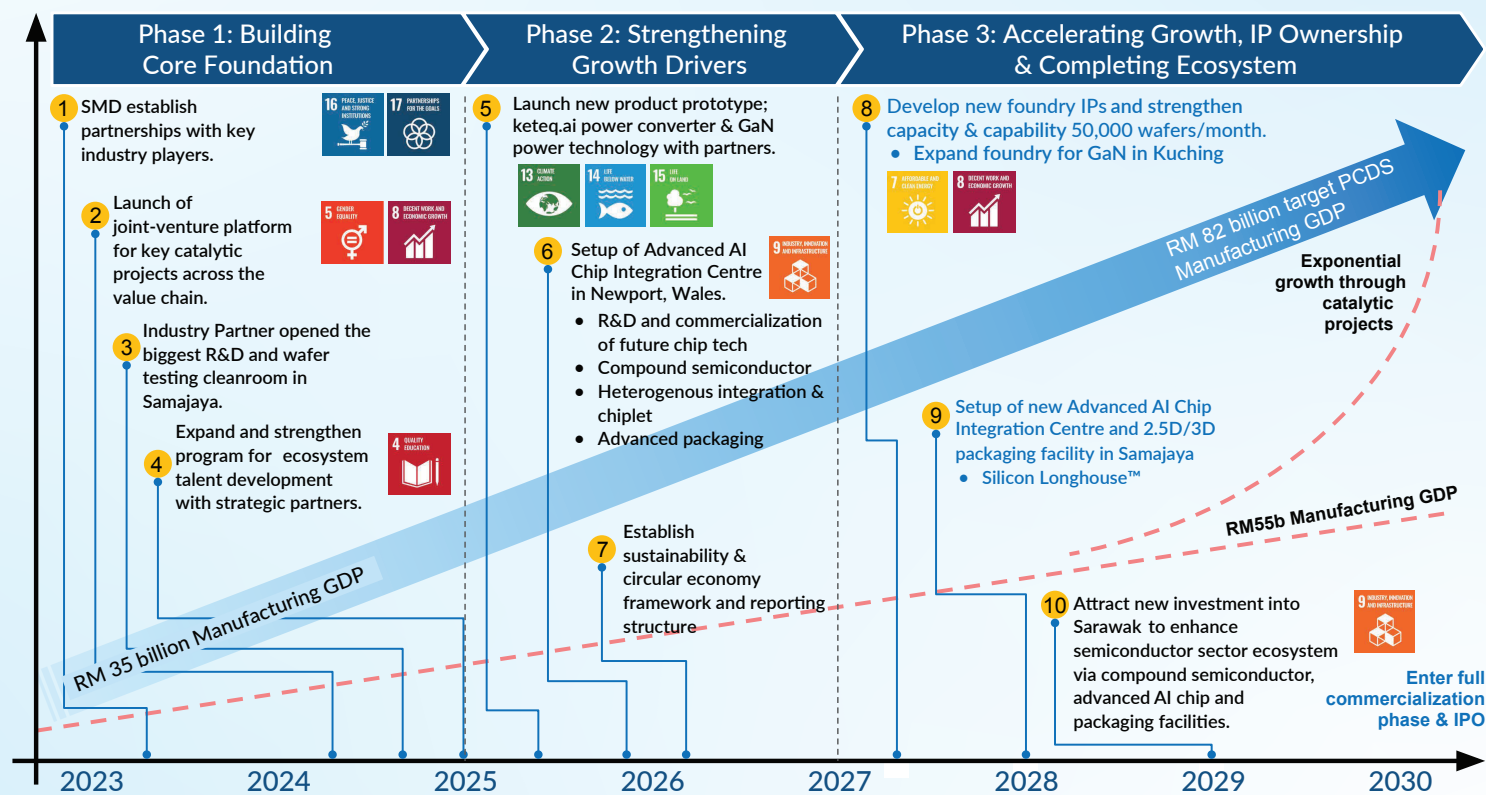 Phase 1: Building
Core Foundation
Phase 2: Strengthening
Growth Drivers
Phase 3: Accelerating Growth, IP Ownership
& Completing Ecosystem
1
SMD establish
partnerships with key
industry players.
16 PEACE, JUSTICE
AND STRONG
INSTITUTIONS
17 PARTNERSHIPS
FOR THE GOALS
2
Launch of
joint-venture platform
for key catalytic
projects across the
value chain.
5 GENDER
EQUALITY
8 DECENT WORK AND
ECONOMIC GROWTH
3
Industry Partner opened the
biggest R&D and wafer
testing cleanroom in
Samajaya.
4
Expand and strengthen
program for ecosystem
talent development
with strategic partners.
4 QUALITY
EDUCATION
RM 35 billion Manufacturing GDP
5
Launch new product prototype;
keteq.ai power converter & GaN
power technology with partners.
13 CLIMATE
ACTION
14 LIFE
BELOW WATER
15 LIFE
ON LAND
6
Setup of Advanced AI
Chip Integration Centre
in Newport, Wales.
9 INDUSTRY, INNOVATION
AND INFRASTRUCTURE
• R&D and commercialization
of future chip tech
• Compound semiconductor
• Heterogenous integration &
chiplet
• Advanced packaging
7
Establish
sustainability &
circular economy
framework and reporting
structure
8
Develop new foundry IPs and strengthen
capacity & capability 50,000 wafers/month.
• Expand foundry for GaN in Kuching
7 AFFORDABLE AND
CLEAN ENERGY
8 DECENT WORK AND
ECONOMIC GROWTH
RM 82 billion target PCDS
Manufacturing GDP
Exponential
growth through
catalytic
projects
9
Setup of new Advanced AI Chip
Integration Centre and 2.5D/3D
packaging facility in Samajaya
• Silicon Longhouse™
RM55b Manufacturing GDP
10
Attract new investment into
Sarawak to enhance
semiconductor sector ecosystem
via compound semiconductor,
advanced AI chip and
packaging facilities.
9 INDUSTRY, INNOVATION
AND INFRASTRUCTURE
Enter full
commercialization
phase & IPO
2023
2024
2025
2026
2027
2028
2029
2030